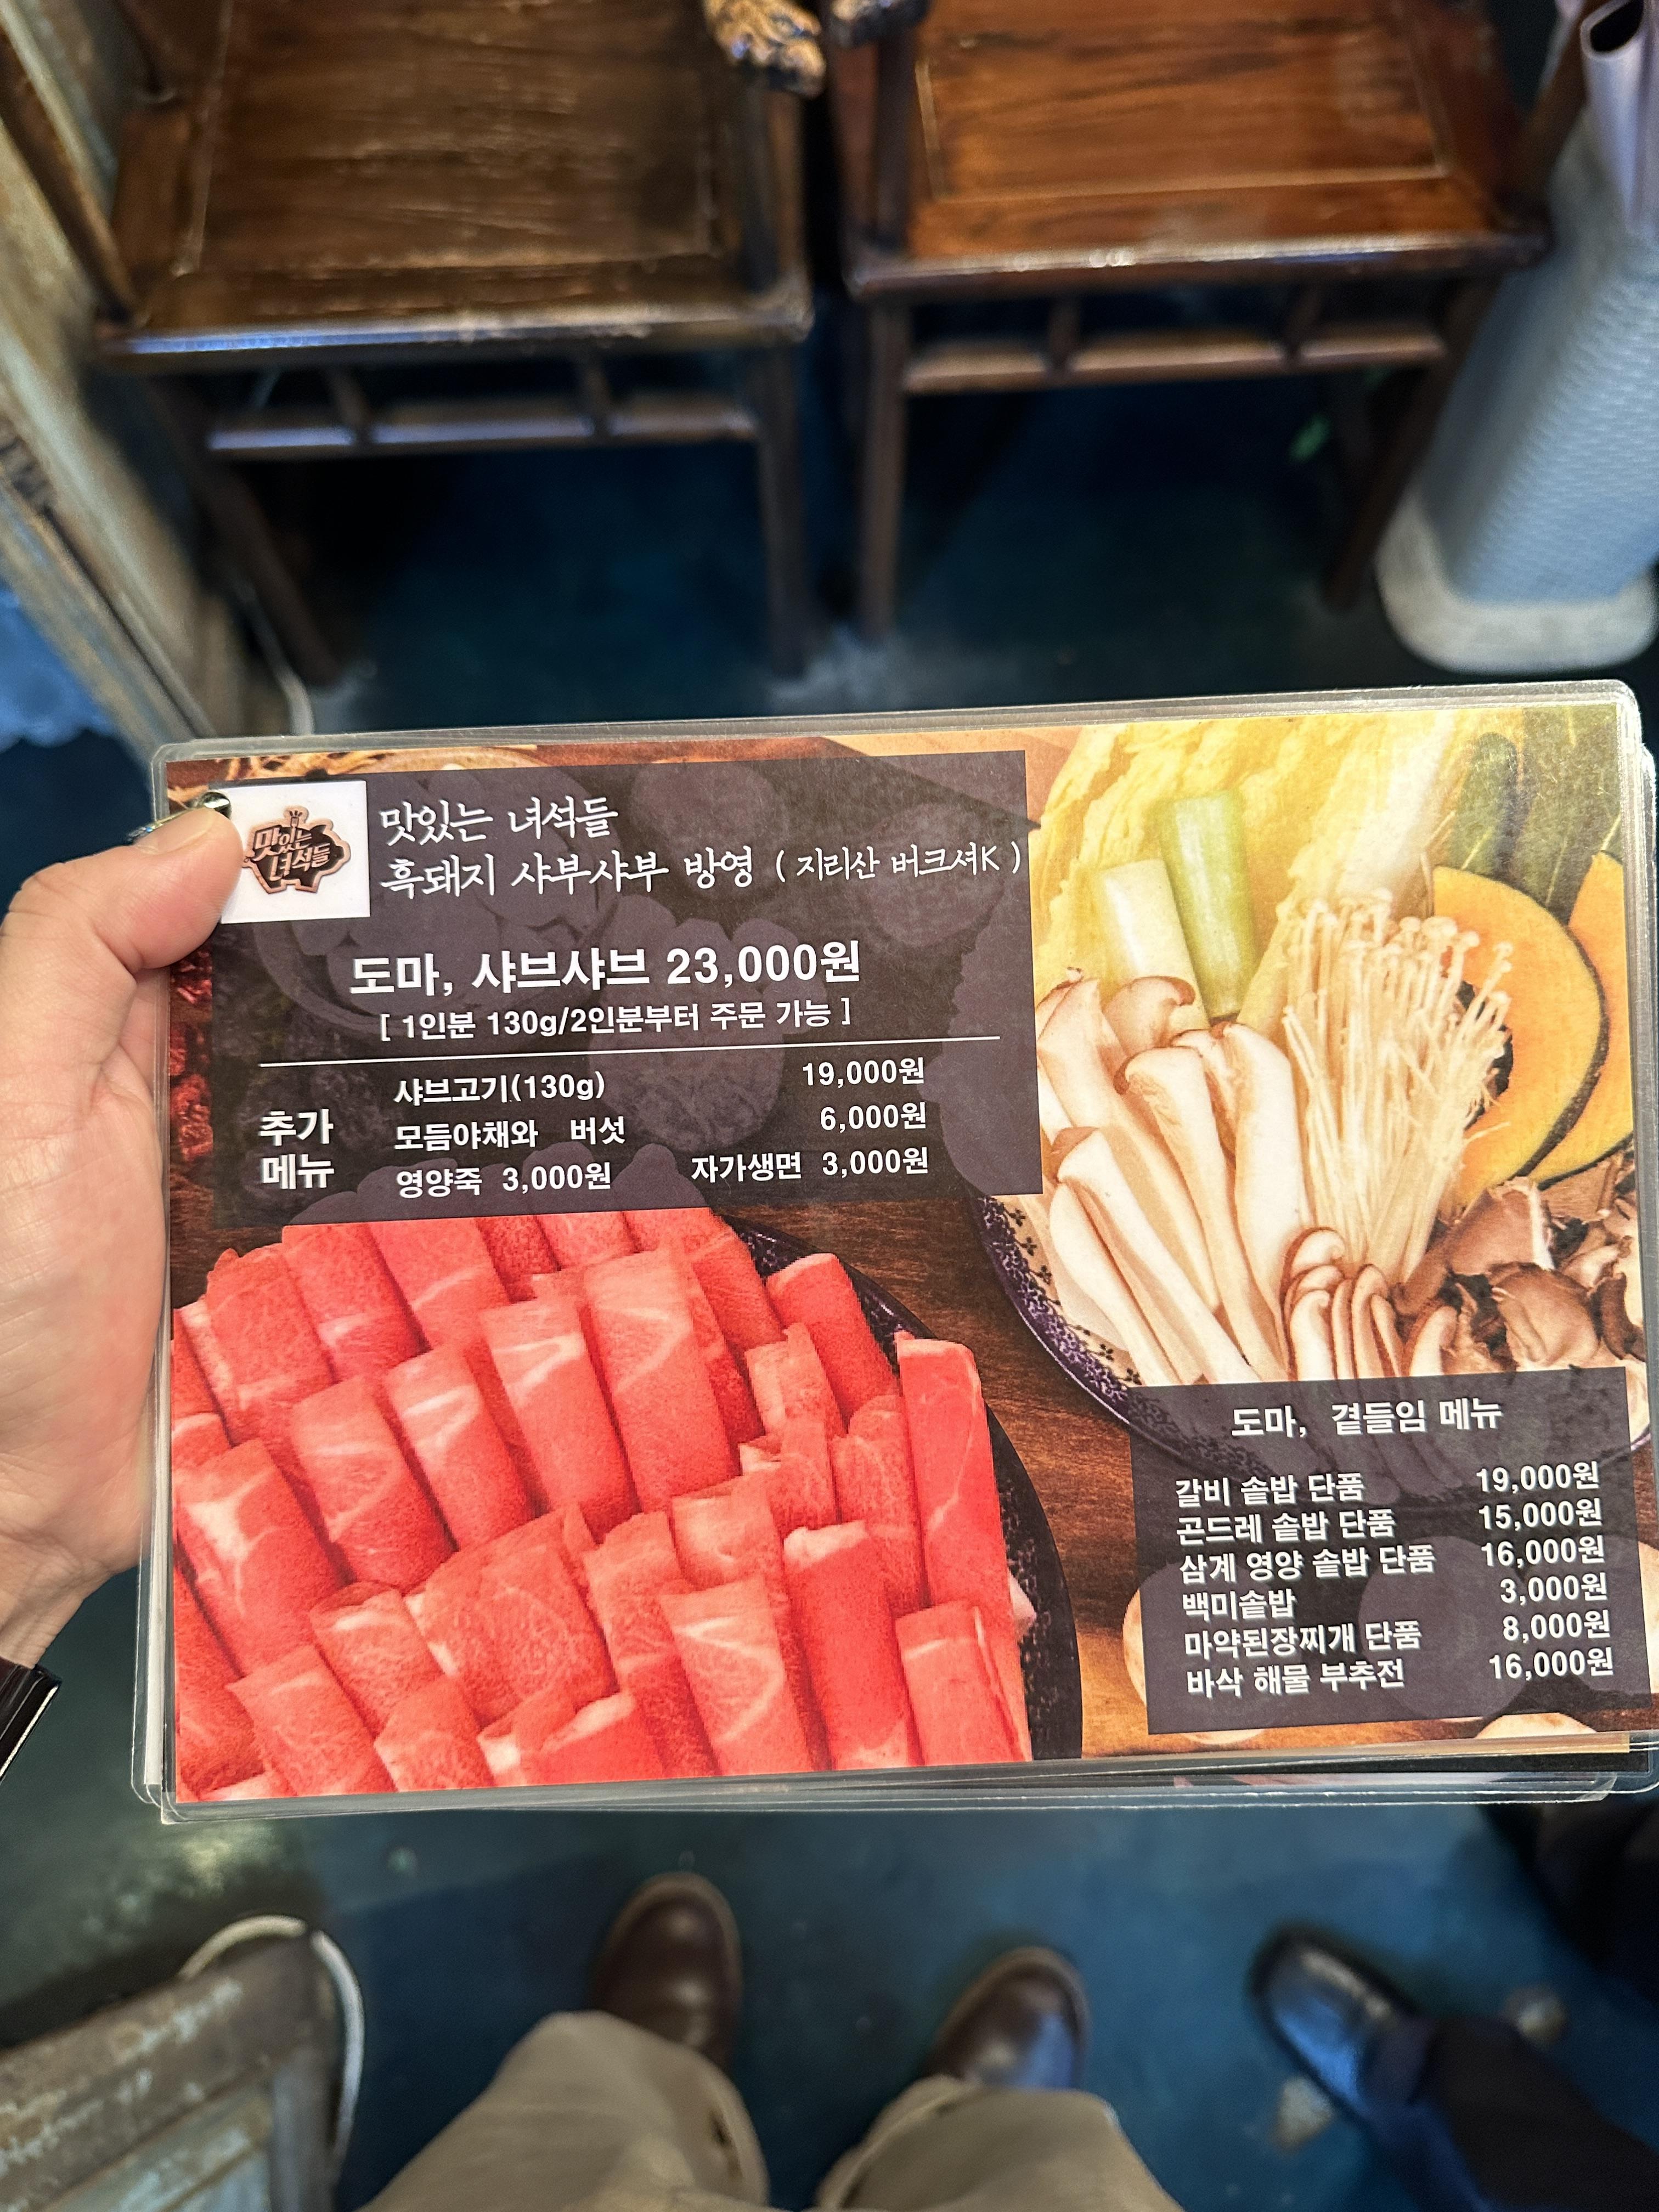 맛있는
녀석들
맛있는 녀석들
흑돼지 샤부샤부 방영 ( 지리산 버크셔K )
도마, 샤브샤브 23,000원
[ 1인분 130g/2인분부터 주문 가능 ]
추가
메뉴
샤브고기(130g) 19,000원
모듬야채와 버섯 6,000원
영양죽 3,000원 자가생면 3,000원
도마, 곁들임 메뉴
갈비 솥밥 단품 19,000원
곤드레 솥밥 단품 15,000원
삼계 영양 솥밥 단품 16,000원
백미솥밥 3,000원
마약된장찌개 단품 8,000원
바삭 해물 부추전 16,000원